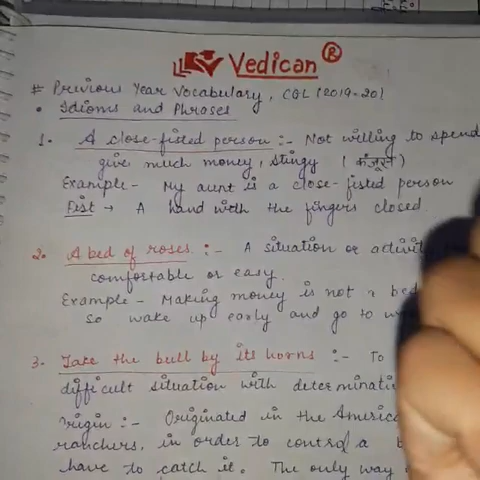 Vedican ®
# Previous Year Vocabulary, CGL (2019-20)
• Idioms and Phrases
1. A close-fisted person :- Not willing to spend
give much money, stingy (कंजूस)
Example - My aunt is a close-fisted person
Fist → A hand with the fingers closed.
2. A bed of roses :- A situation or activit
comfortable or easy.
Example - Making money is not a bed
so wake up early and go to
3. Take the bull by its horns :- To
difficult situation with determinati
Origin :- Originated in the America
ranchers, in order to control a b
have to catch it. The only way